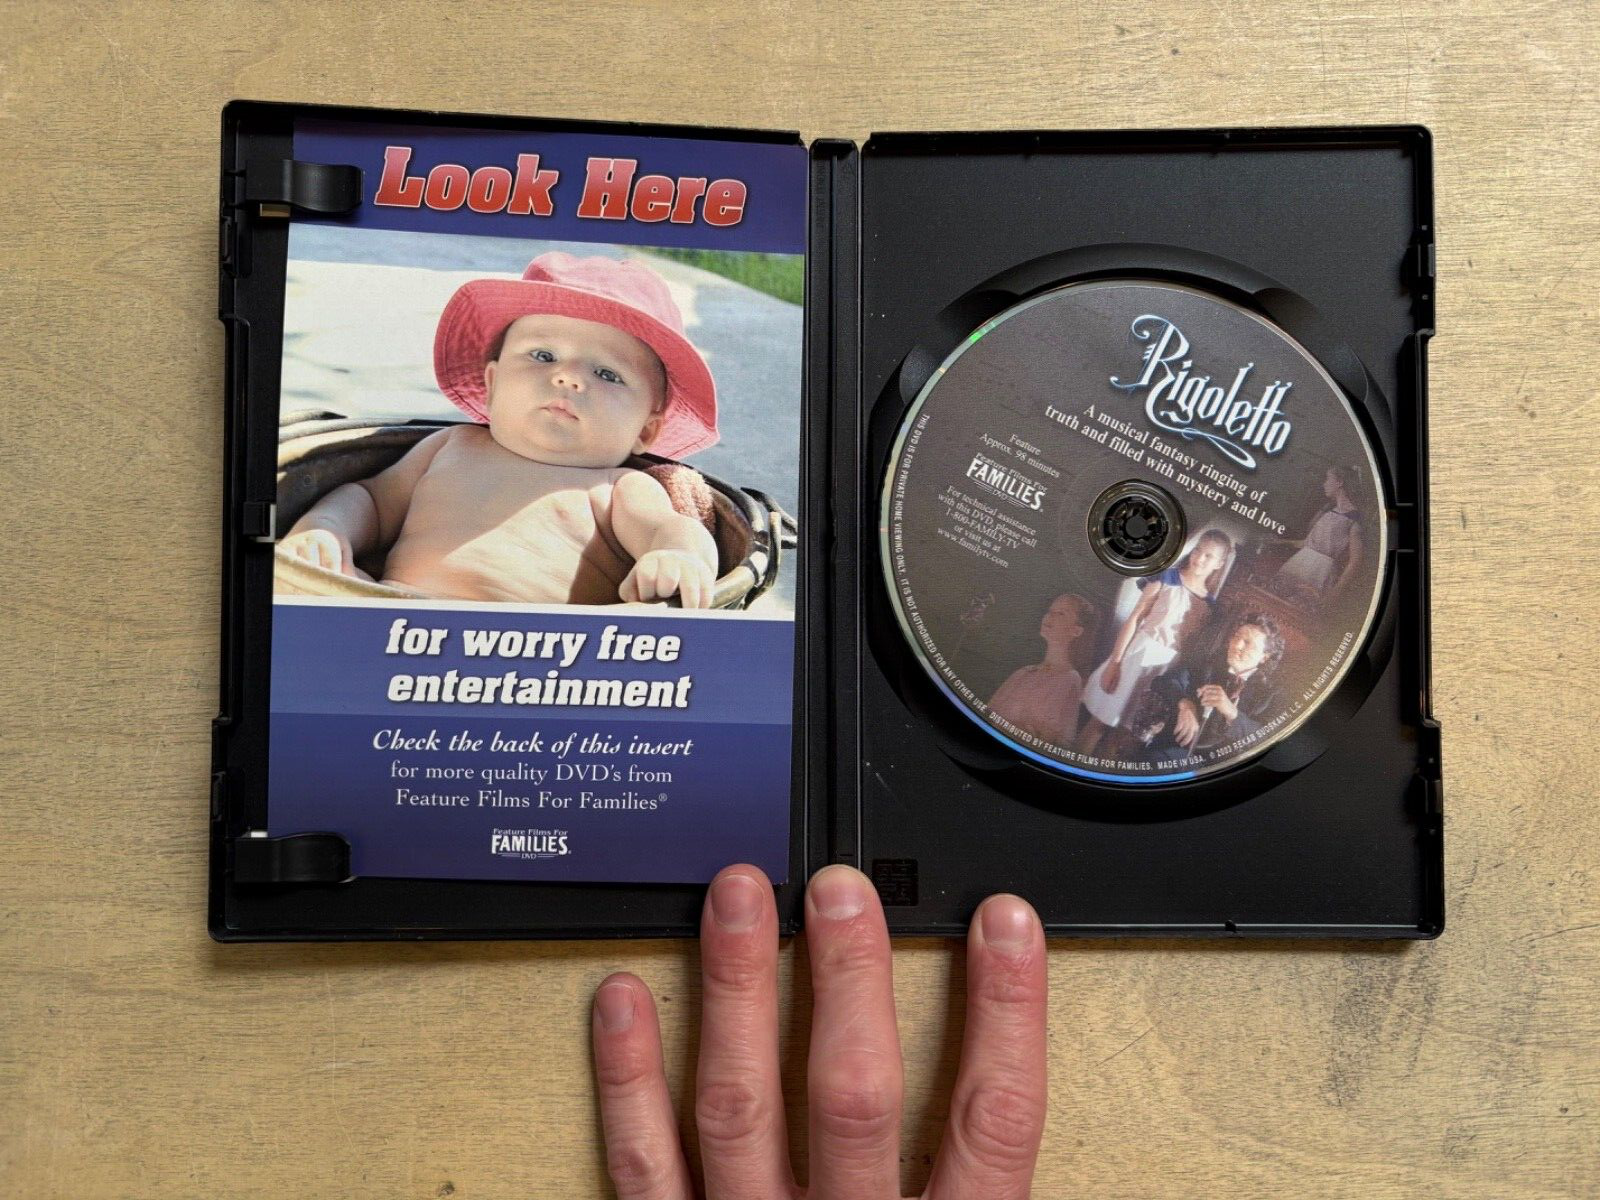 Look Here
for worry free
entertainment
Check the back of this insert
for more quality DVD's from
Feature Films For Families®
Feature Films For
FAMILIES.
DVD
Rigoletto
A musical fantasy ringing of
truth and filled with mystery and love
Feature
Approx. 98 minutes
Feature Films For
FAMILIES.
DVD
For technical assistance
with this DVD, please call
1-800-FAMILY-TV
or visit us at
www.familytv.com
THIS DVD IS FOR PRIVATE HOME VIEWING ONLY. IT IS NOT AUTHORIZED FOR ANY OTHER USE. DISTRIBUTED BY FEATURE FILMS FOR FAMILIES. MADE IN USA. © 2003 REKAB SUDSKANY, L.C. ALL RIGHTS RESERVED.